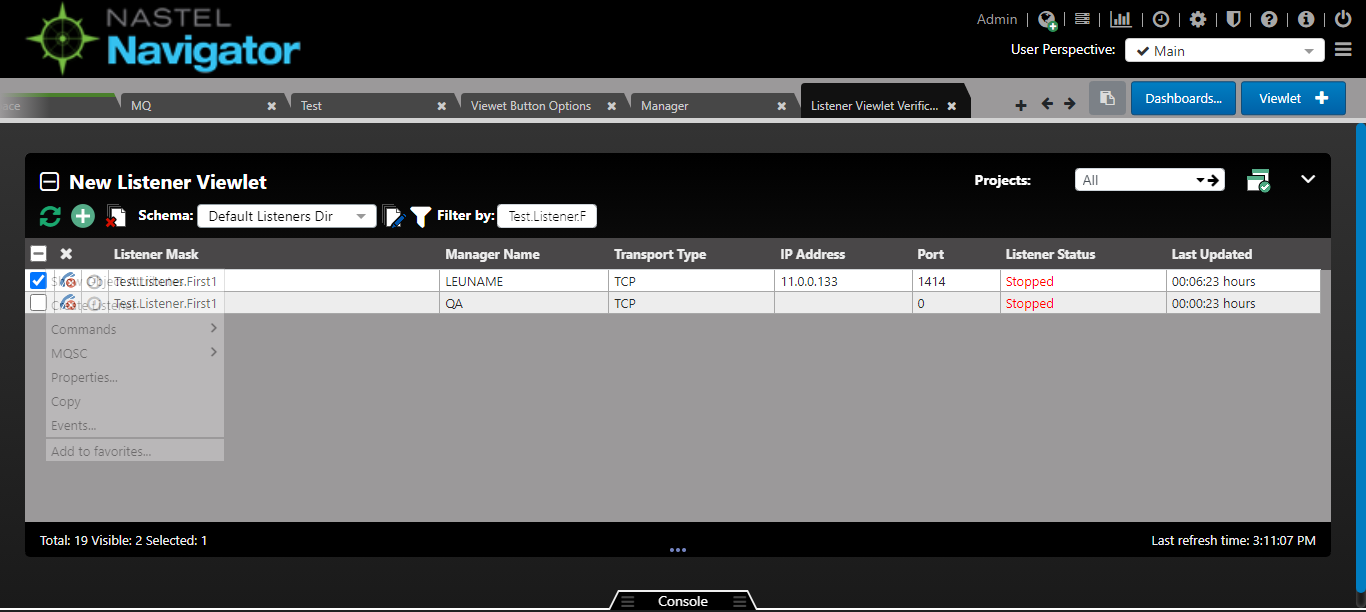 NASTEL
Navigator
Admin
User Perspective: Main
ace MQ Test Viewet Button Options Manager Listener Viewlet Verific... Dashboards... Viewlet
New Listener Viewlet Projects: All
Schema: Default Listeners Dir Filter by: Test.Listener.F
Listener Mask Manager Name Transport Type IP Address Port Listener Status Last Updated
Test.Listener.First1 LEUNAME TCP 11.0.0.133 1414 Stopped 00:06:23 hours
Test.Listener.First1 QA TCP 0 Stopped 00:00:23 hours
Commands
MQSC
Properties...
Copy
Events...
Add to favorites...
Total: 19 Visible: 2 Selected: 1 Last refresh time: 3:11:07 PM
Console